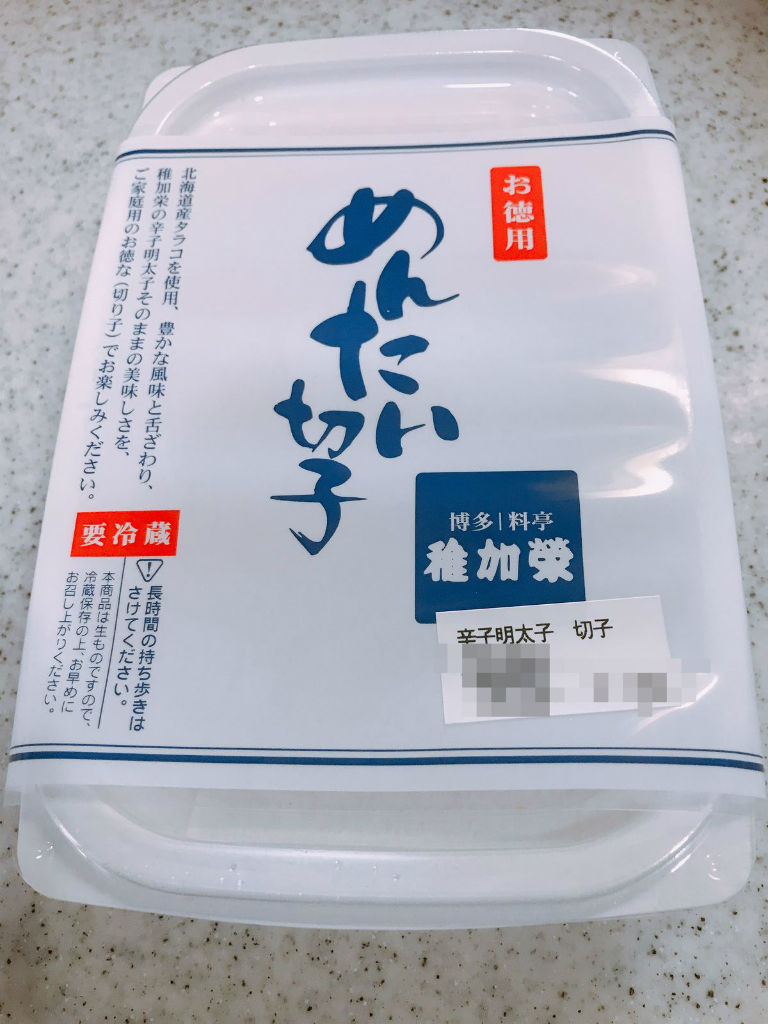 お徳用
めんたい
切子
北海道産タラコを使用、豊かな風味と舌ざわり、
稚加栄の辛子明太子そのままの美味しさを、
ご家庭用のお徳な(切り子)でお楽しみください。
要冷蔵
長時間の持ち歩きは
さけてください。
本商品は生ものですので、
冷蔵保存の上、お早めに
お召し上がりください。
博多|料亭
稚加榮
辛子明太子 切子